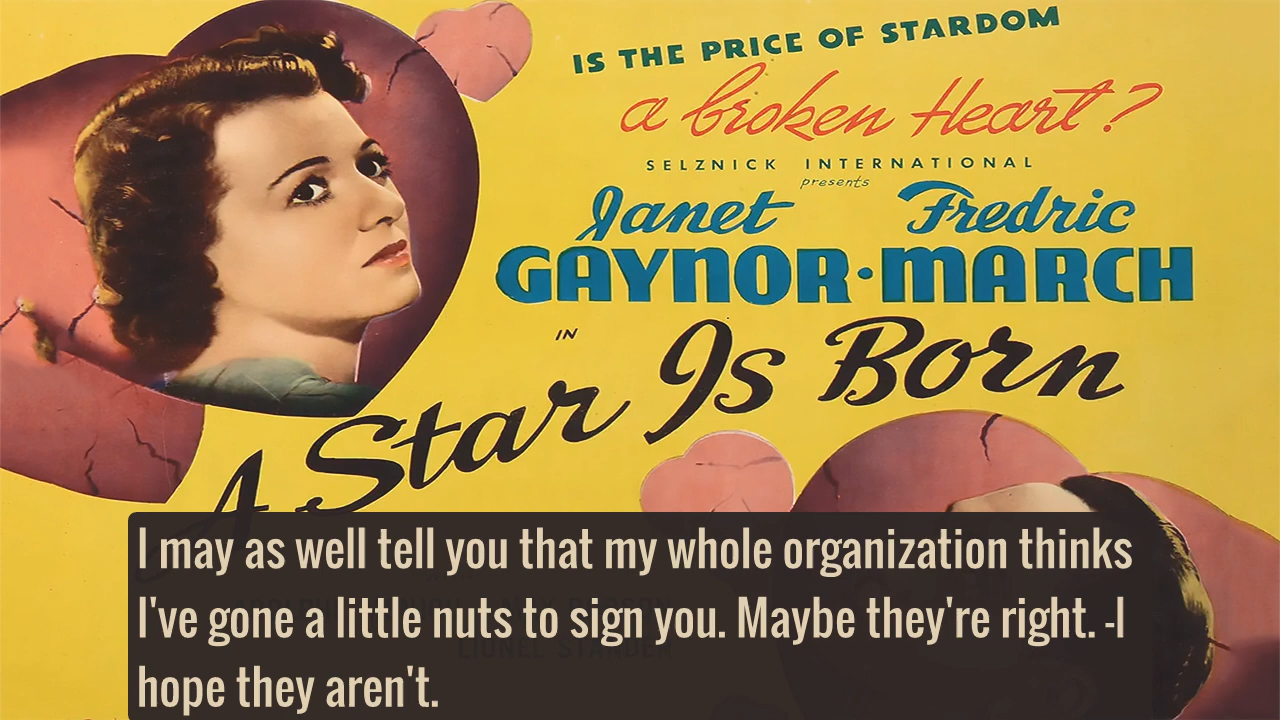 IS THE PRICE OF STARDOM
a broken Heart?
SELZNICK INTERNATIONAL
presents
Janet Fredric
GAYNOR·MARCH
IN
A Star Is Born
I may as well tell you that my whole organization thinks
I've gone a little nuts to sign you. Maybe they're right. -I
hope they aren't.
LIONEL STANDER